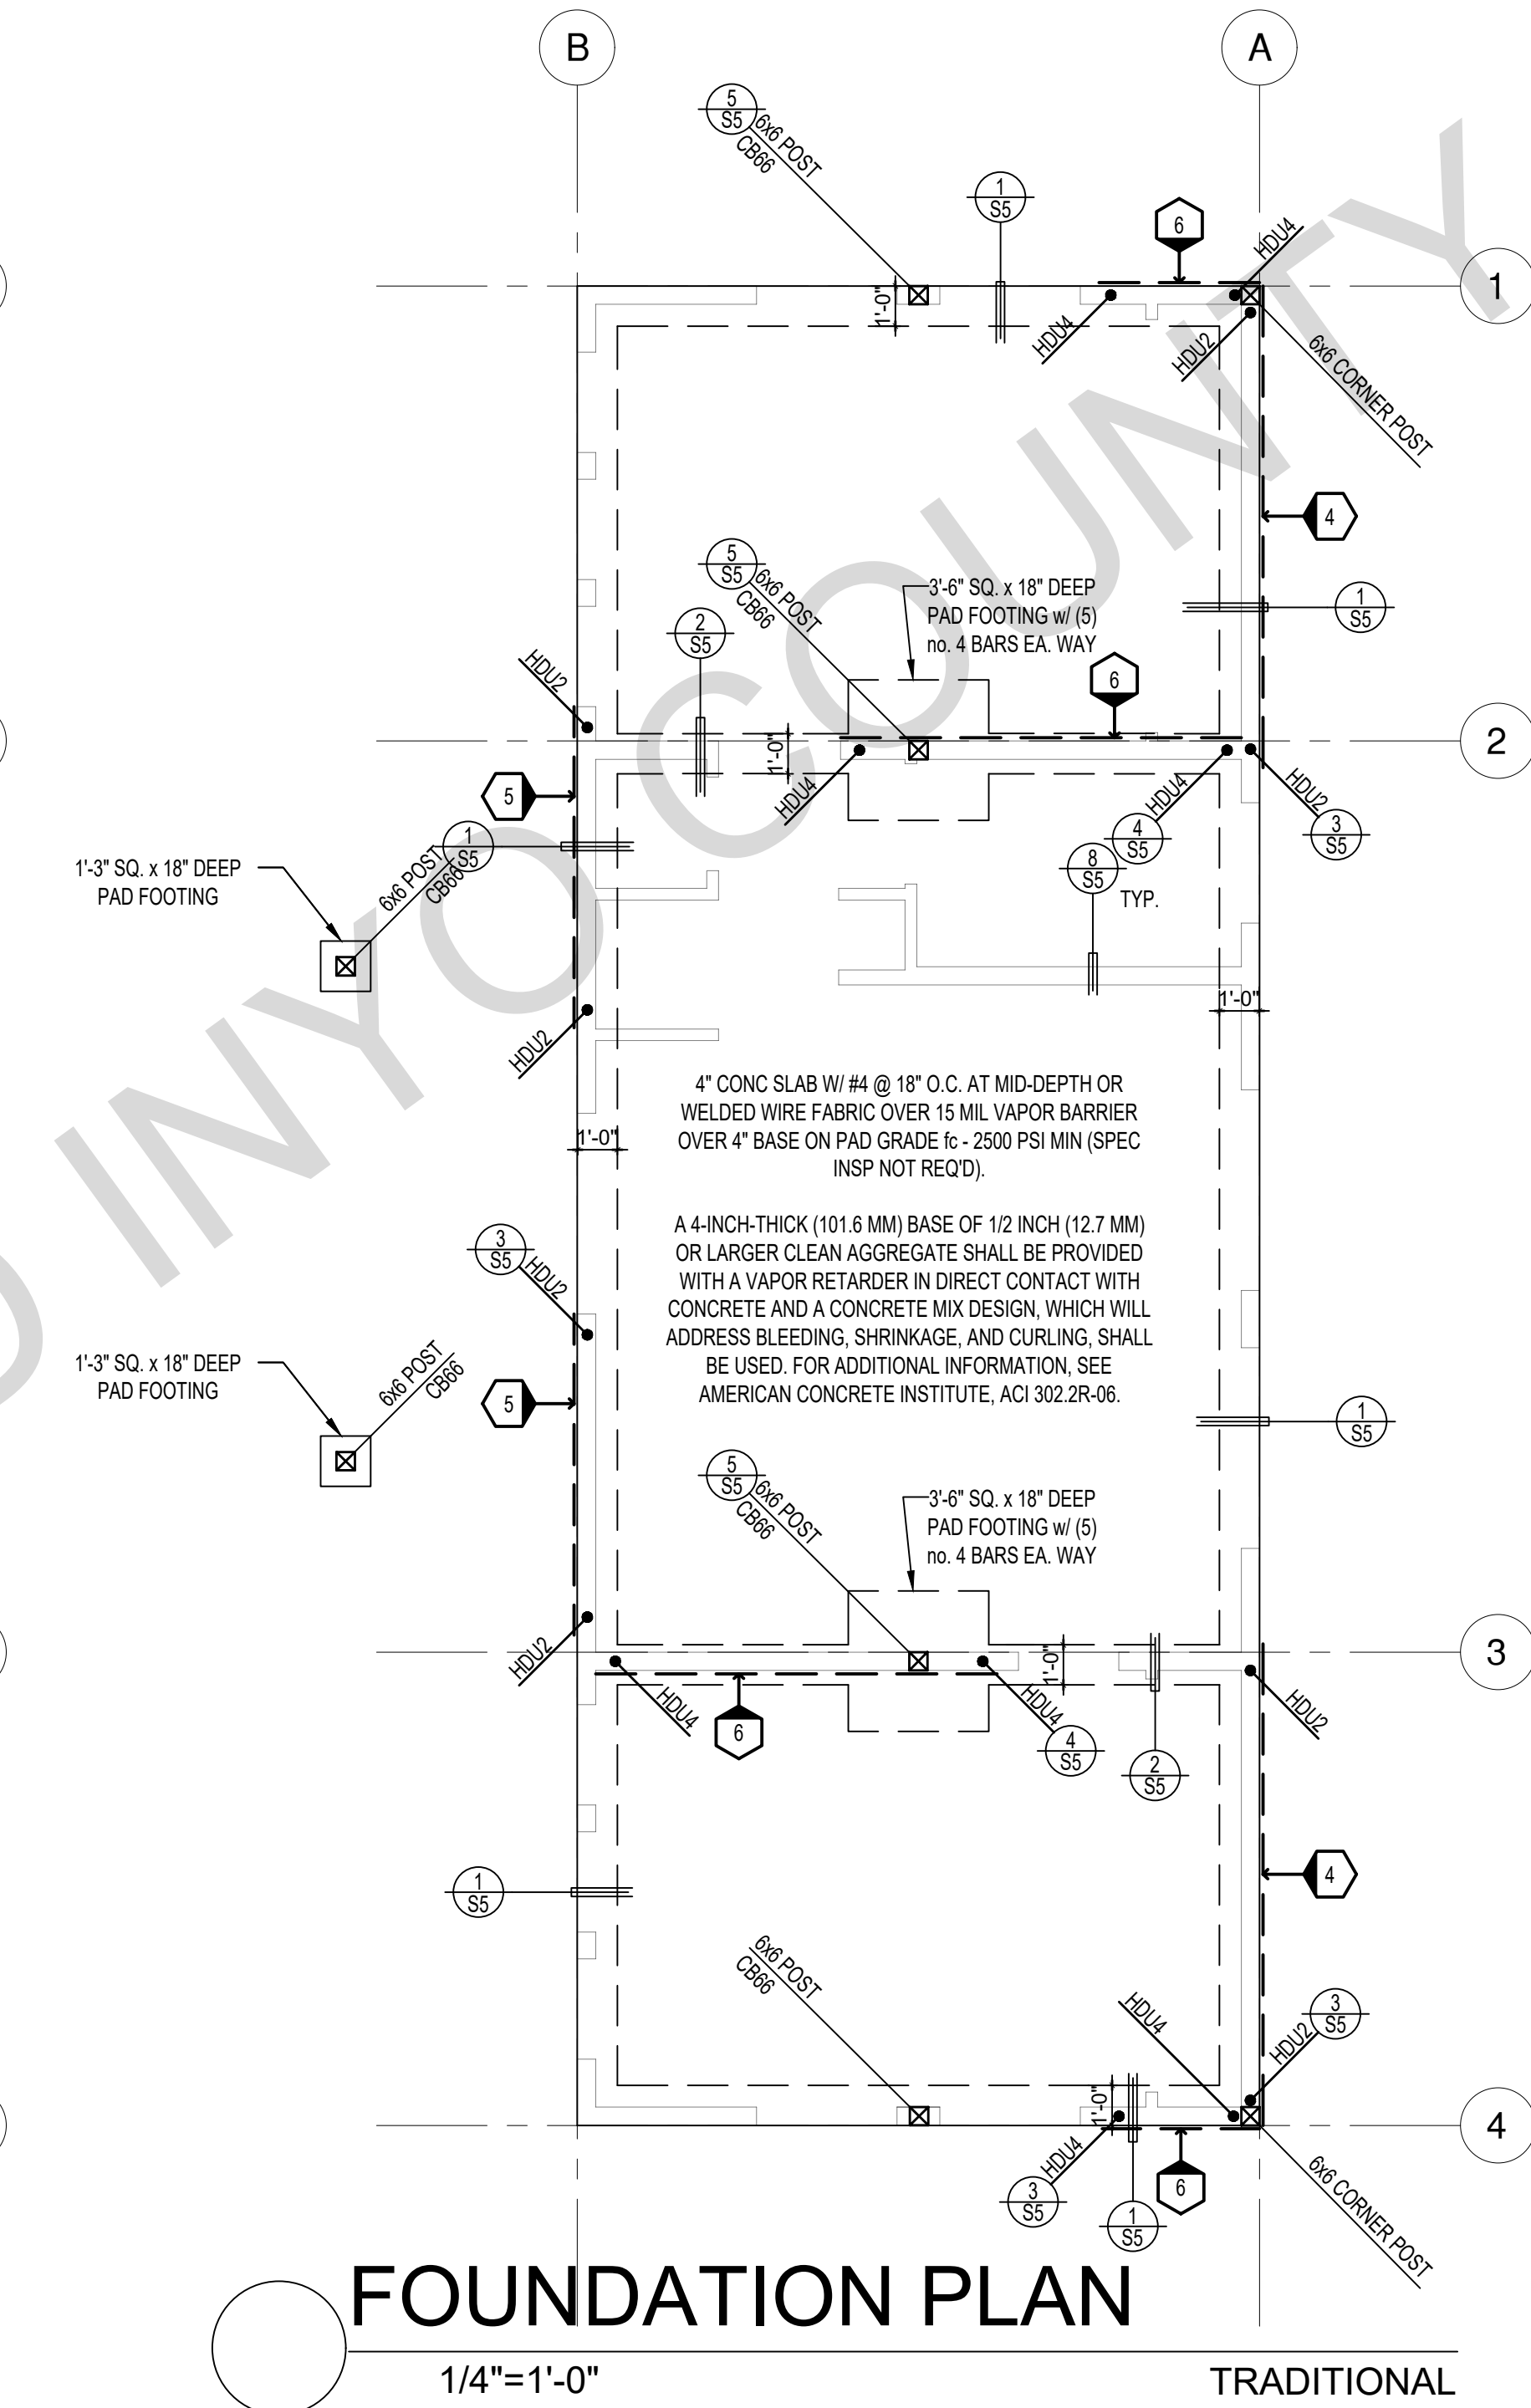 B
A
5
S5
6x6 POST
CB66
1
S5
6
HDU4
1
1'-0"
HDU4
HDU2
6x6 CORNER POST
4
5
S5
6x6 POST
CB66
3'-6" SQ. x 18" DEEP
PAD FOOTING w/ (5)
no. 4 BARS EA. WAY
1
S5
2
S5
HDU2
6
2
1'-0"
HDU4
HDU4
HDU2
5
4
S5
3
S5
1
S5
8
S5
TYP.
1'-3" SQ. x 18" DEEP
PAD FOOTING
6x6 POST
CB66
1'-0"
HDU2
4" CONC SLAB W/ #4 @ 18" O.C. AT MID-DEPTH OR
WELDED WIRE FABRIC OVER 15 MIL VAPOR BARRIER
OVER 4" BASE ON PAD GRADE fc - 2500 PSI MIN (SPEC
INSP NOT REQ'D).
1'-0"
A 4-INCH-THICK (101.6 MM) BASE OF 1/2 INCH (12.7 MM)
OR LARGER CLEAN AGGREGATE SHALL BE PROVIDED
WITH A VAPOR RETARDER IN DIRECT CONTACT WITH
CONCRETE AND A CONCRETE MIX DESIGN, WHICH WILL
ADDRESS BLEEDING, SHRINKAGE, AND CURLING, SHALL
BE USED. FOR ADDITIONAL INFORMATION, SEE
AMERICAN CONCRETE INSTITUTE, ACI 302.2R-06.
3
S5
HDU2
1'-3" SQ. x 18" DEEP
PAD FOOTING
6x6 POST
CB66
5
1
S5
5
S5
6x6 POST
CB66
3'-6" SQ. x 18" DEEP
PAD FOOTING w/ (5)
no. 4 BARS EA. WAY
HDU2
3
1'-0"
HDU4
6
HDU4
4
S5
2
S5
HDU2
4
1
S5
6x6 POST
CB66
HDU4
HDU2
3
S5
1'-0"
4
HDU4
3
S5
1
S5
6
6x6 CORNER POST
FOUNDATION PLAN
1/4"=1'-0"
TRADITIONAL
INYO COUNTY